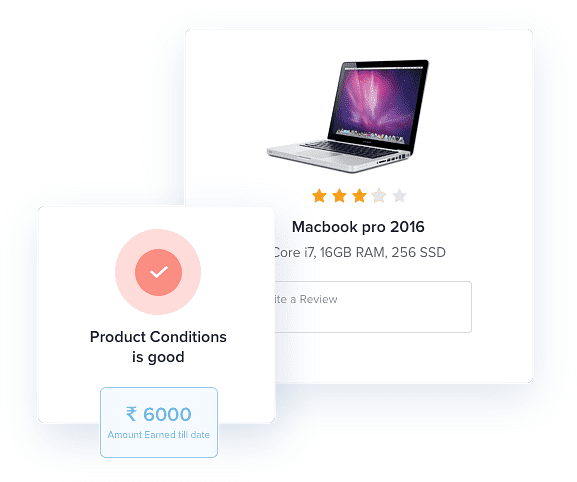 Macbook pro 2016
Core i7, 16GB RAM, 256 SSD
ite a Review
Product Conditions
is good
₹ 6000
Amount Earned till date